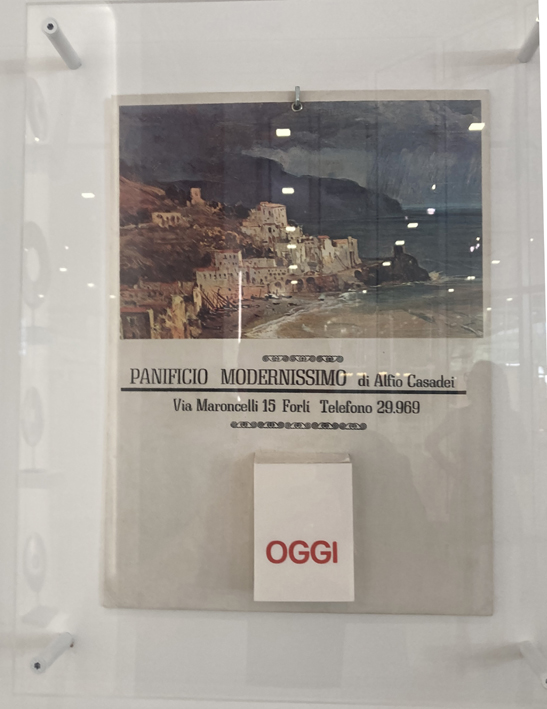 PANIFICIO MODERNISSIMO di Alfio Casadei
Via Maroncelli 15 Forlì Telefono 29.969
OGGI